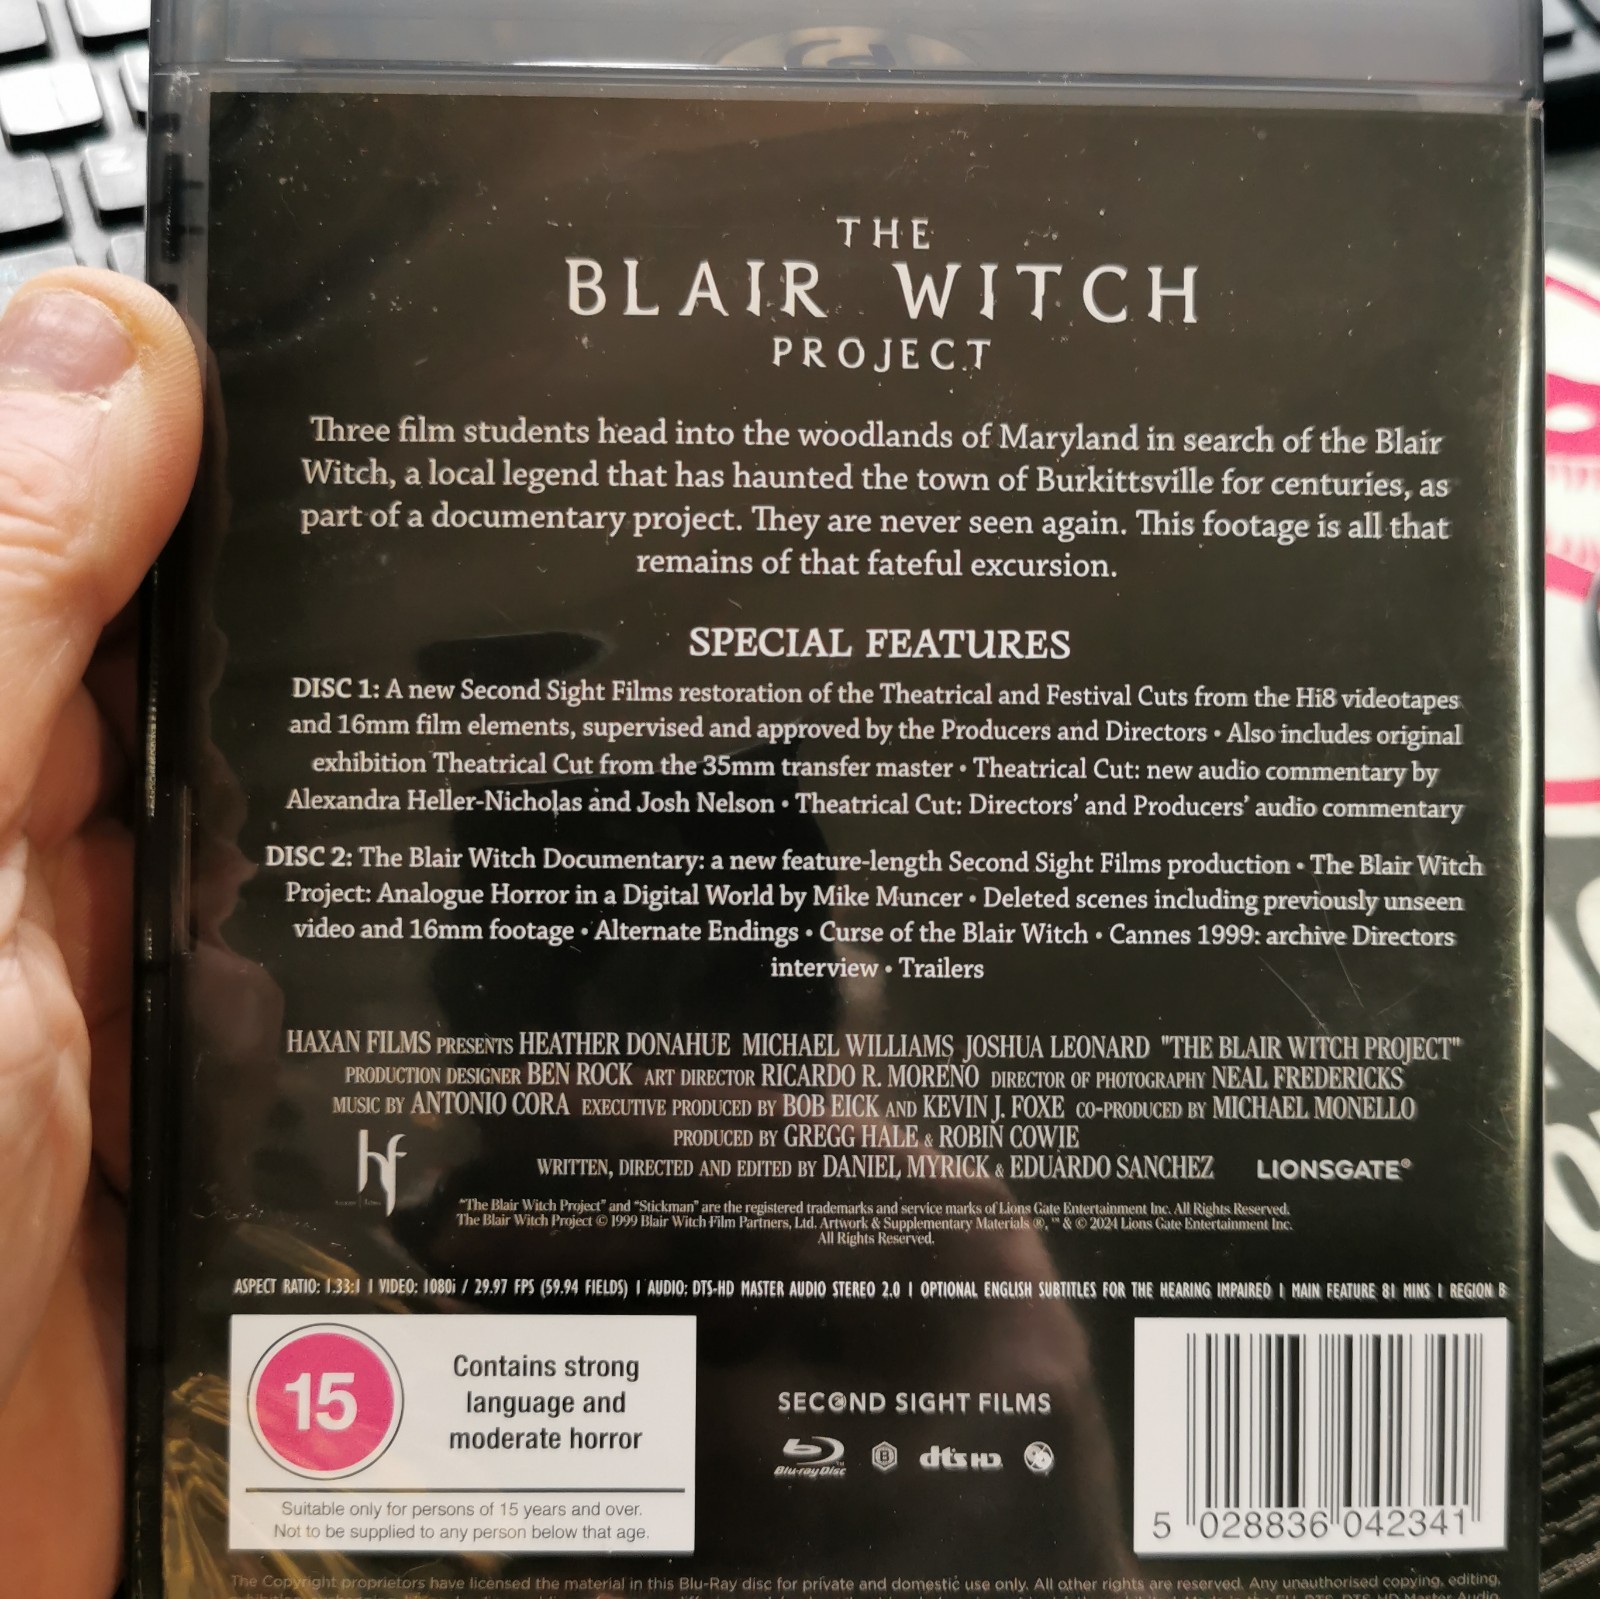 THE
BLAIR WITCH
PROJECT
Three film students head into the woodlands of Maryland in search of the Blair
Witch, a local legend that has haunted the town of Burkittsville for centuries, as
part of a documentary project. They are never seen again. This footage is all that
remains of that fateful excursion.
SPECIAL FEATURES
DISC 1: A new Second Sight Films restoration of the Theatrical and Festival Cuts from the Hi8 videotapes
and 16mm film elements, supervised and approved by the Producers and Directors • Also includes original
exhibition Theatrical Cut from the 35mm transfer master • Theatrical Cut: new audio commentary by
Alexandra Heller-Nicholas and Josh Nelson • Theatrical Cut: Directors’ and Producers’ audio commentary
DISC 2: The Blair Witch Documentary: a new feature-length Second Sight Films production • The Blair Witch
Project: Analogue Horror in a Digital World by Mike Muncer • Deleted scenes including previously unseen
video and 16mm footage • Alternate Endings • Curse of the Blair Witch • Cannes 1999: archive Directors
interview • Trailers
HAXAN FILMS PRESENTS HEATHER DONAHUE MICHAEL WILLIAMS JOSHUA LEONARD "THE BLAIR WITCH PROJECT"
PRODUCTION DESIGNER BEN ROCK ART DIRECTOR RICARDO R. MORENO DIRECTOR OF PHOTOGRAPHY NEAL FREDERICKS
MUSIC BY ANTONIO CORA EXECUTIVE PRODUCED BY BOB EICK AND KEVIN J. FOXE CO-PRODUCED BY MICHAEL MONELLO
PRODUCED BY GREGG HALE & ROBIN COWIE
WRITTEN, DIRECTED AND EDITED BY DANIEL MYRICK & EDUARDO SANCHEZ
hf
LIONSGATE®
“The Blair Witch Project” and “Stickman” are the registered trademarks and service marks of Lions Gate Entertainment Inc. All Rights Reserved.
The Blair Witch Project © 1999 Blair Witch Film Partners, Ltd. Artwork & Supplementary Materials ®, ™ & © 2024 Lions Gate Entertainment Inc.
All Rights Reserved.
ASPECT RATIO: 1.33:1 | VIDEO: 1080i / 29.97 FPS (59.94 FIELDS) | AUDIO: DTS-HD MASTER AUDIO STEREO 2.0 | OPTIONAL ENGLISH SUBTITLES FOR THE HEARING IMPAIRED | MAIN FEATURE 81 MINS | REGION B
15
Contains strong
language and
moderate horror
Suitable only for persons of 15 years and over.
Not to be supplied to any person below that age.
SECOND SIGHT FILMS
Blu-ray Disc
B
dts HD
5 028836 042341
The Copyright proprietors have licensed the material in this Blu-Ray disc for private and domestic use only. All other rights are reserved. Any unauthorised copying, editing,